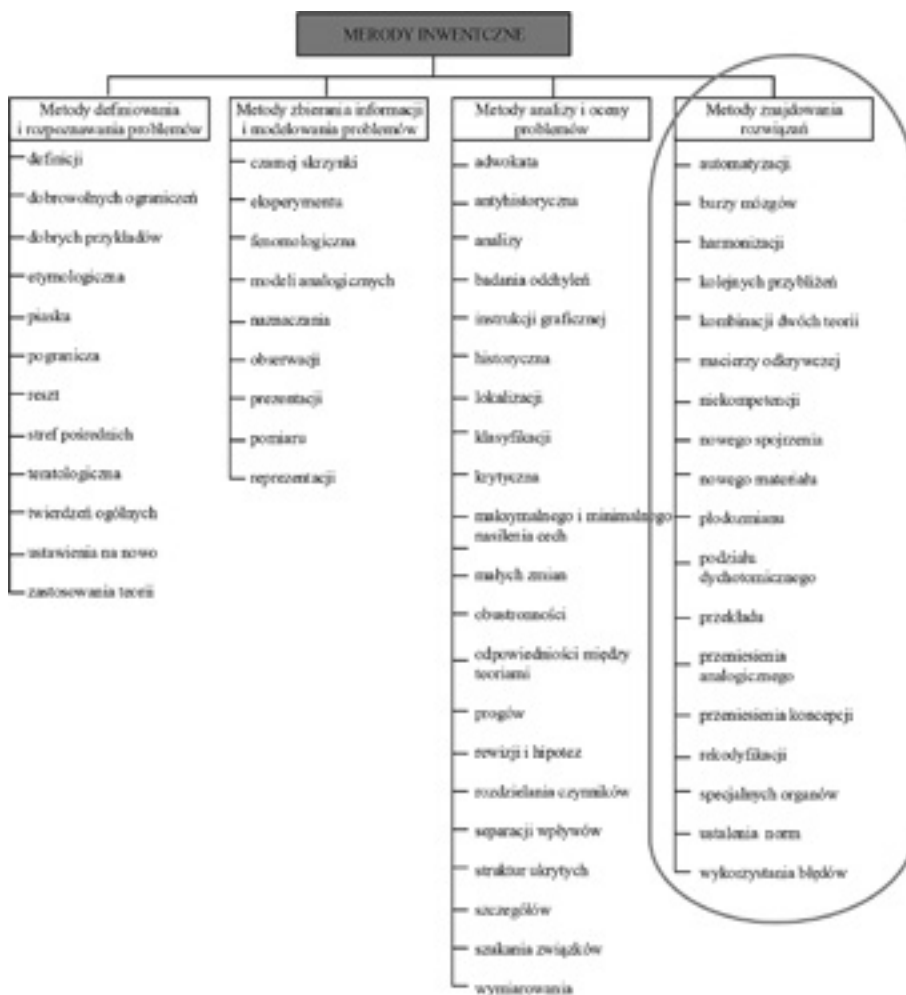 MERODY INWENTCZNE
Metody definiowania
i rozpoznawania problemów
definicji
dobrowolnych ograniczeń
dobrych przykładów
etymologiczna
piaska
pogranicza
reszt
stref pośrednich
teratologiczna
twierdzeń ogólnych
ustawienia na nowo
zastosowania teorii
Metody zbierania informacji
i modelowania problemów
czarnej skrzynki
eksperymentu
fenomologiczna
modeli analogicznych
naznaczania
obserwacji
prezentacji
pomiaru
reprezentacji
Metody analizy i oceny
problemów
adwokata
antyhistoryczna
analizy
badania odchyleń
instrukcji graficznej
historyczna
lokalizacji
klasyfikacji
krytyczna
maksymalnego i minimalnego
nasilenia cech
małych zmian
obustronności
odpowiedniości między
teoriami
progów
rewizji i hipotez
rozdzielania czynników
separacji wpływów
struktur ukrytych
szczegółów
szukania związków
wymiarowania
Metody znajdowania
rozwiązań
automatyzacji
burzy mózgów
harmonizacji
kolejnych przybliżeń
kombinacji dwóch teorii
macierzy odkrywczej
niekompetencji
nowego spojrzenia
nowego materiału
płodozmianu
podziału
dychotomicznego
przekładu
przeniesienia
analogicznego
przeniesienia koncepcji
rekodyfikacji
specjalnych organów
ustalenia norm
wykorzystania błędów